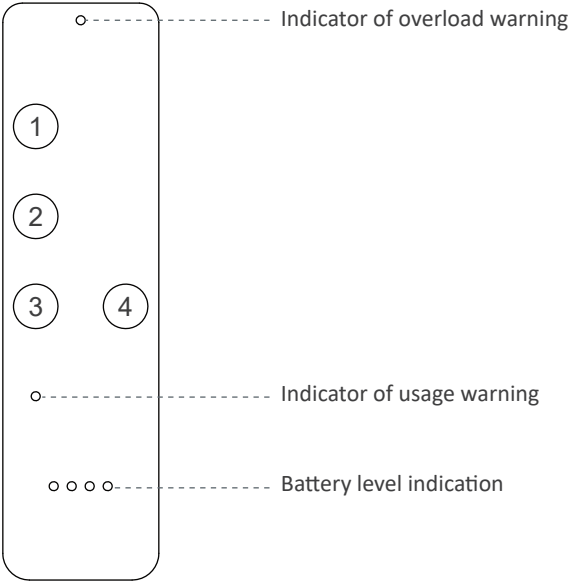 Indicator of overload warning
1
2
3 4
Indicator of usage warning
Battery level indication